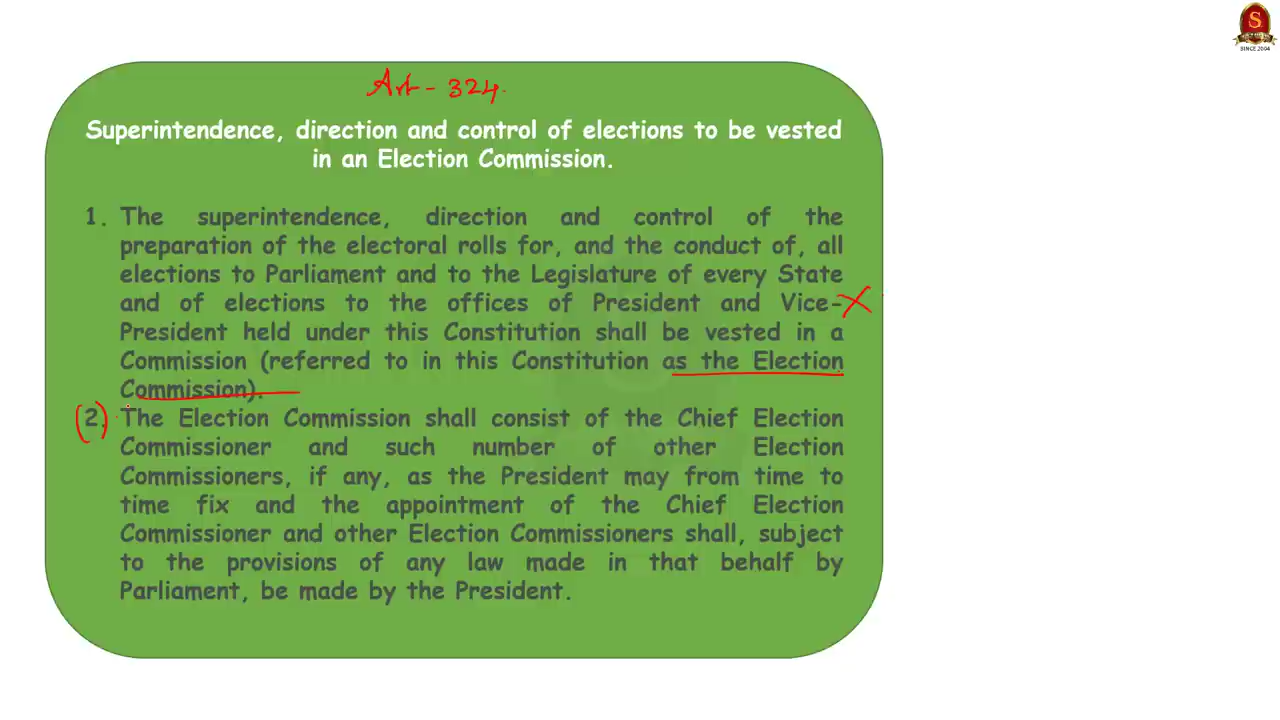 S
SINCE 2004
Art - 324.
Superintendence, direction and control of elections to be vested
in an Election Commission.
1. The superintendence, direction and control of the
preparation of the electoral rolls for, and the conduct of, all
elections to Parliament and to the Legislature of every State
and of elections to the offices of President and Vice-
President held under this Constitution shall be vested in a
Commission (referred to in this Constitution as the Election
Commission).
(2.) The Election Commission shall consist of the Chief Election
Commissioner and such number of other Election
Commissioners, if any, as the President may from time to
time fix and the appointment of the Chief Election
Commissioner and other Election Commissioners shall, subject
to the provisions of any law made in that behalf by
Parliament, be made by the President.